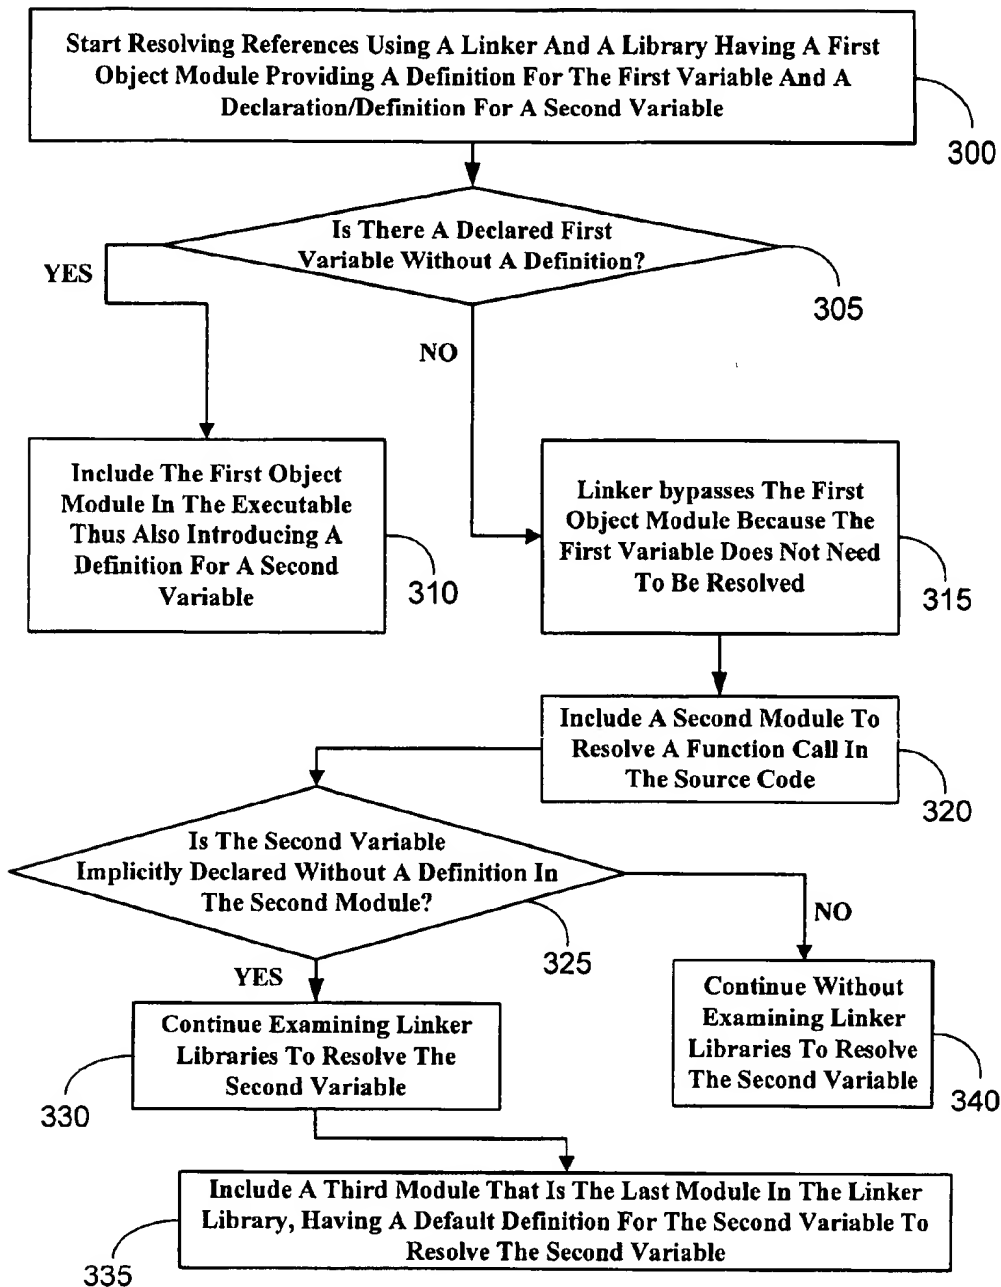 Start Resolving References Using A Linker And A Library Having A First
Object Module Providing A Definition For The First Variable And A
Declaration/Definition For A Second Variable
300
Is There A Declared First
Variable Without A Definition?
YES
305
NO
Include The First Object
Module In The Executable
Thus Also Introducing A
Definition For A Second
Variable
310
Linker bypasses The First
Object Module Because The
First Variable Does Not Need
To Be Resolved
315
Include A Second Module To
Resolve A Function Call In
The Source Code
320
Is The Second Variable
Implicitly Declared Without A Definition In
The Second Module?
325
NO
YES
Continue Examining Linker
Libraries To Resolve The
Second Variable
330
Continue Without
Examining Linker
Libraries To Resolve
The Second Variable
340
Include A Third Module That Is The Last Module In The Linker
Library, Having A Default Definition For The Second Variable To
Resolve The Second Variable
335